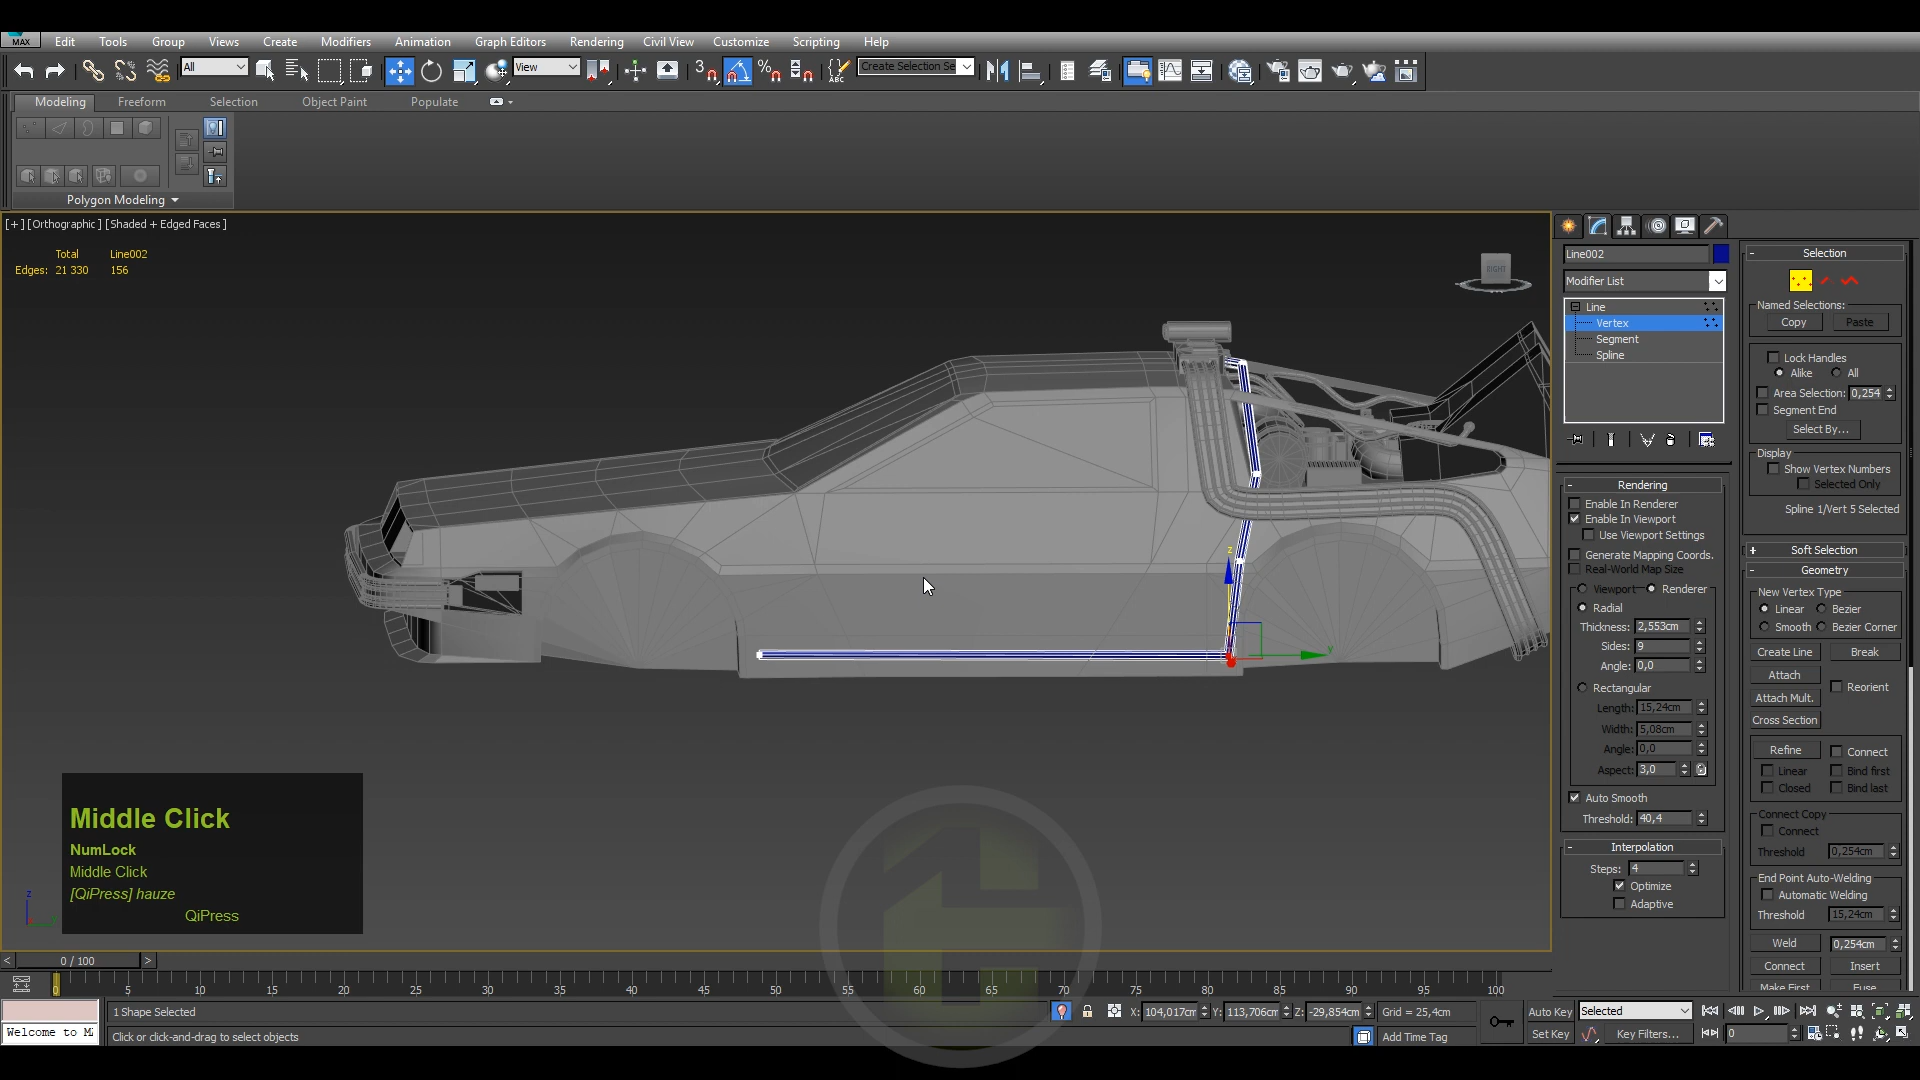 MAX Edit Tools Group Views Create Modifiers Animation Graph Editors Rendering Civil View Customize Scripting Help
All View Create Selection Se
Modeling Freeform Selection Object Paint Populate
Polygon Modeling
[+] [Orthographic] [Shaded + Edged Faces]
Total Line002
Edges: 21 330 156
RIGHT
Line002
Modifier List
Line
Vertex
Segment
Spline
Rendering
Enable In Renderer
Enable In Viewport
Use Viewport Settings
Generate Mapping Coords.
Real-World Map Size
Viewport Renderer
Radial
Thickness: 2,553cm
Sides: 9
Angle: 0,0
Rectangular
Length: 15,24cm
Width: 5,08cm
Angle: 0,0
Aspect: 3,0
Auto Smooth
Threshold: 40,4
Interpolation
Steps: 4
Optimize
Adaptive
Selection
Named Selections:
Copy Paste
Lock Handles
Alike All
Area Selection: 0,254
Segment End
Select By...
Display
Show Vertex Numbers
Selected Only
Spline 1/Vert 5 Selected
Soft Selection
Geometry
New Vertex Type
Linear Bezier
Smooth Bezier Corner
Create Line Break
Attach
Reorient
Attach Mult.
Cross Section
Refine Connect
Linear Bind first
Closed Bind last
Connect Copy
Connect
Threshold 0,254cm
End Point Auto-Welding
Automatic Welding
Threshold 15,24cm
Weld 0,254cm
Connect Insert
Make First Fuse
z
y
Middle Click
NumLock
Middle Click
[QiPress] hauze
QiPress
z
< 0 / 100 >
0 5 10 15 20 25 30 35 40 45 50 55 60 65 70 75 80 85 90 95 100
1 Shape Selected
X: 104,017cm Y: 113,706cm Z: -29,854cm Grid = 25,4cm
Auto Key Selected
Welcome to M
Click or click-and-drag to select objects
Add Time Tag
Set Key Key Filters... 0